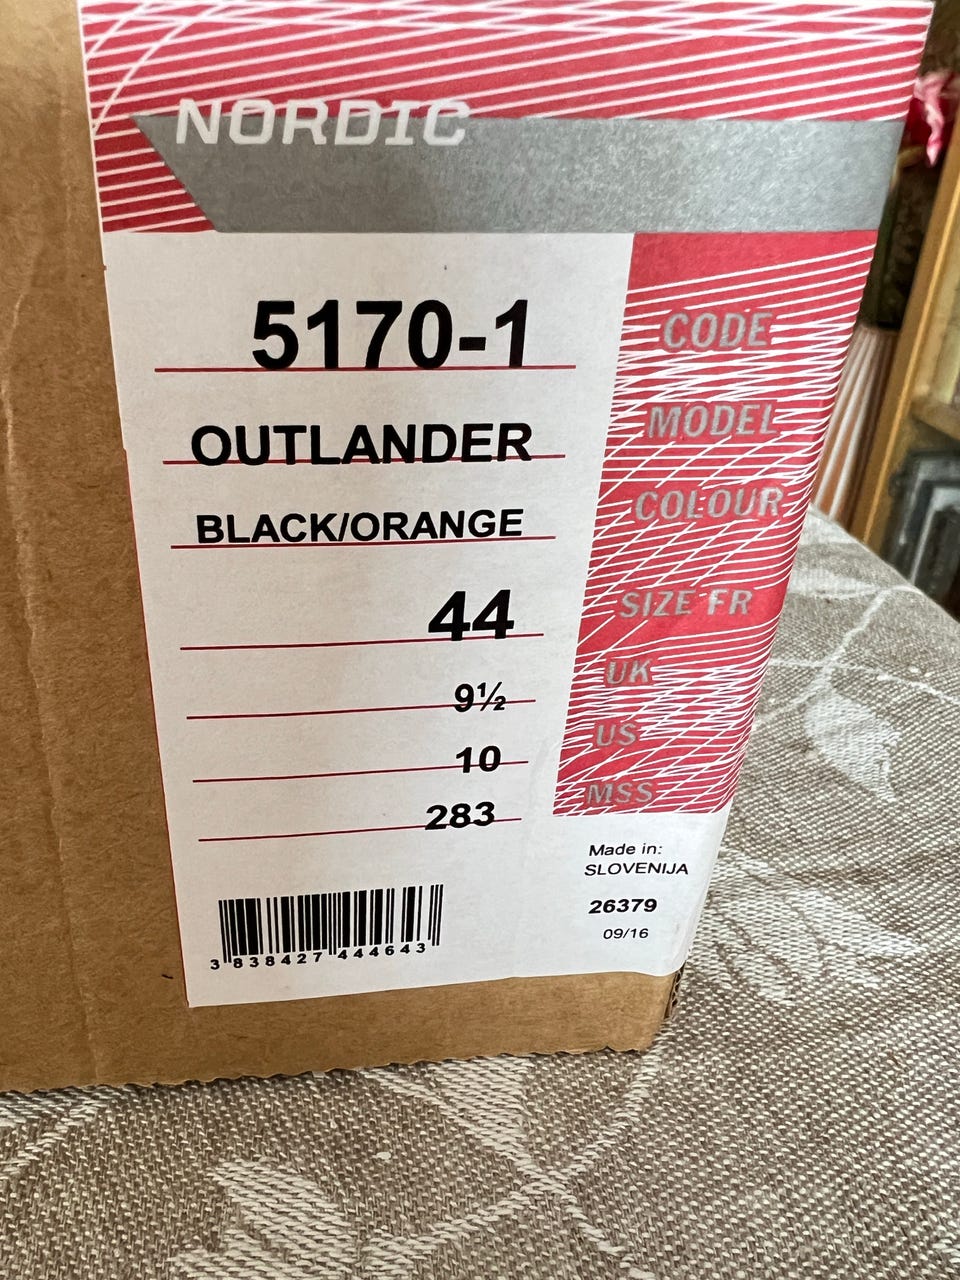 NORDIC
5170-1 CODE
OUTLANDER MODEL
BLACK/ORANGE COLOUR
44 SIZE FR
9½ UK
10 US
283 MSS
Made in:
SLOVENIJA
26379
09/16
3 838427 444643